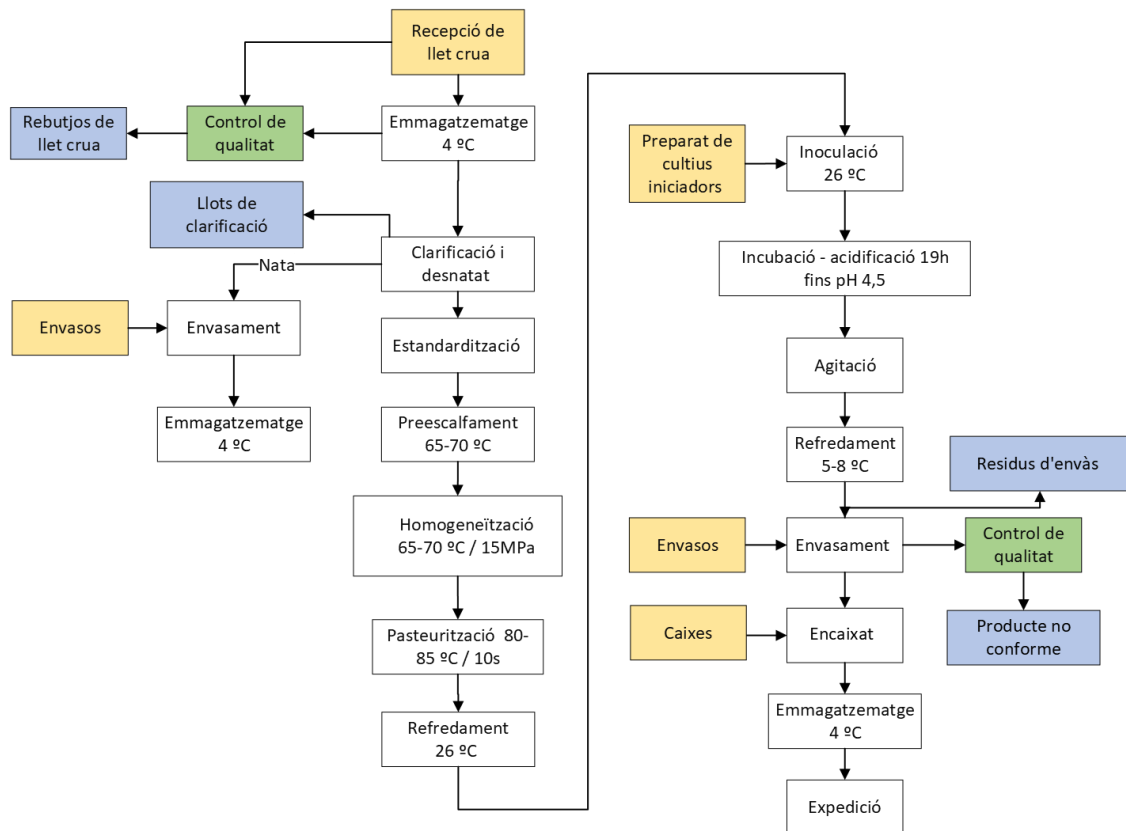 Recepció de
llet crua
Rebutjos de
llet crua
Control de
qualitat
Emmagatzematge
4 ºC
Llots de
clarificació
Clarificació i
desnatat
Nata
Envasos
Envasament
Estandardització
Emmagatzematge
4 ºC
Preescalfament
65-70 ºC
Homogeneïtzació
65-70 ºC / 15MPa
Pasteurització 80-
85 ºC / 10s
Refredament
26 ºC
Preparat de
cultius
iniciadors
Inoculació
26 ºC
Incubació - acidificació 19h
fins pH 4,5
Agitació
Refredament
5-8 ºC
Residus d'envàs
Envasos
Envasament
Control de
qualitat
Caixes
Encaixat
Producte no
conforme
Emmagatzematge
4 ºC
Expedició